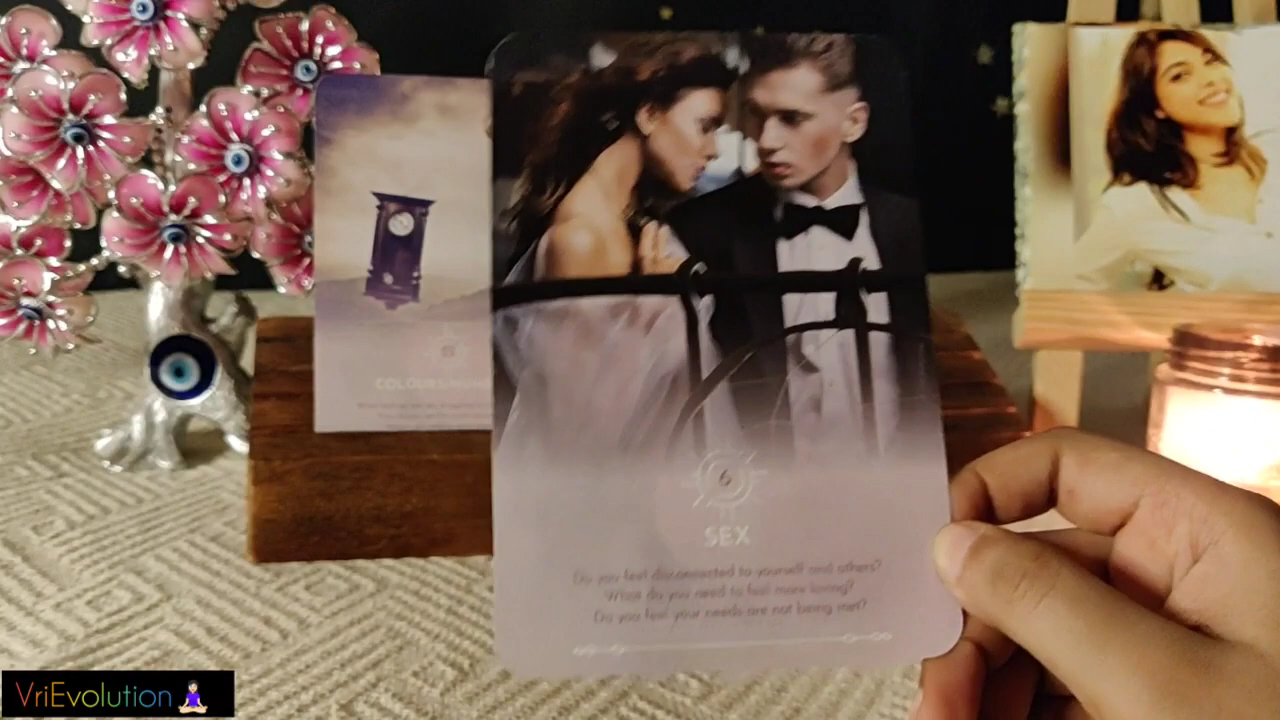 COLOURS/NUM
6
SEX
Do you feel disconnected to yourself and others?
What do you need to feel more loving?
Do you feel your needs are not being met?
VriEvolution